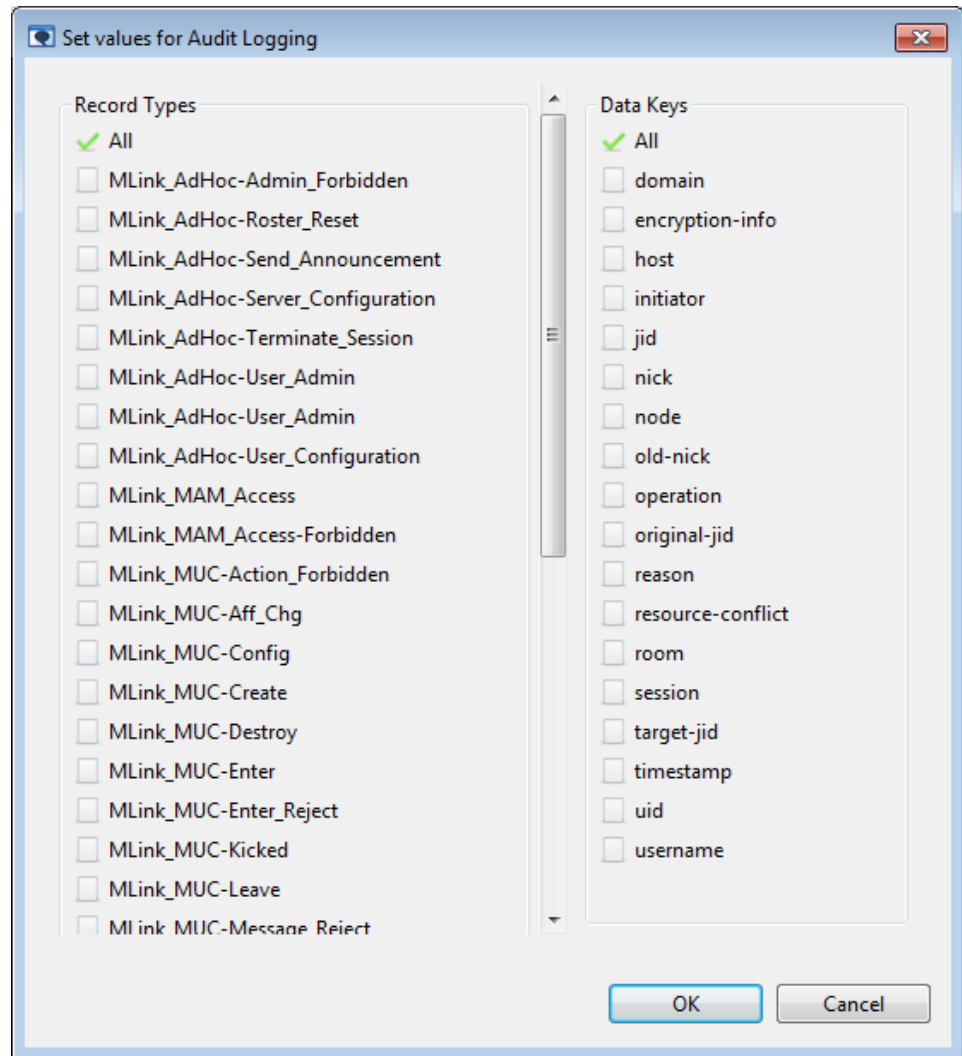 Set values for Audit Logging
Record Types
All
MLink_AdHoc-Admin_Forbidden
MLink_AdHoc-Roster_Reset
MLink_AdHoc-Send_Announcement
MLink_AdHoc-Server_Configuration
MLink_AdHoc-Terminate_Session
MLink_AdHoc-User_Admin
MLink_AdHoc-User_Admin
MLink_AdHoc-User_Configuration
MLink_MAM_Access
MLink_MAM_Access-Forbidden
MLink_MUC-Action_Forbidden
MLink_MUC-Aff_Chg
MLink_MUC-Config
MLink_MUC-Create
MLink_MUC-Destroy
MLink_MUC-Enter
MLink_MUC-Enter_Reject
MLink_MUC-Kicked
MLink_MUC-Leave
MLink_MUC-Message_Reject
Data Keys
All
domain
encryption-info
host
initiator
jid
nick
node
old-nick
operation
original-jid
reason
resource-conflict
room
session
target-jid
timestamp
uid
username
OK
Cancel